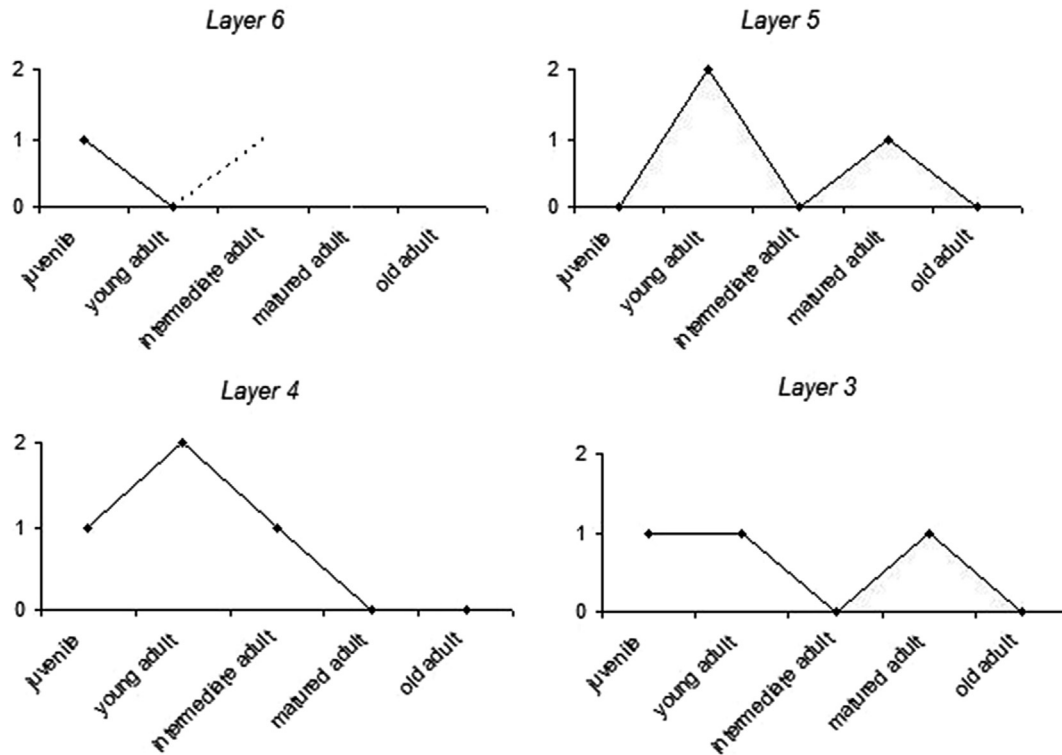 Layer 6
2
1
0
juvenile
young adult
intermediate adult
matured adult
old adult
Layer 5
2
1
0
juvenile
young adult
intermediate adult
matured adult
old adult
Layer 4
2
1
0
juvenile
young adult
intermediate adult
matured adult
old adult
Layer 3
2
1
0
juvenile
young adult
intermediate adult
matured adult
old adult